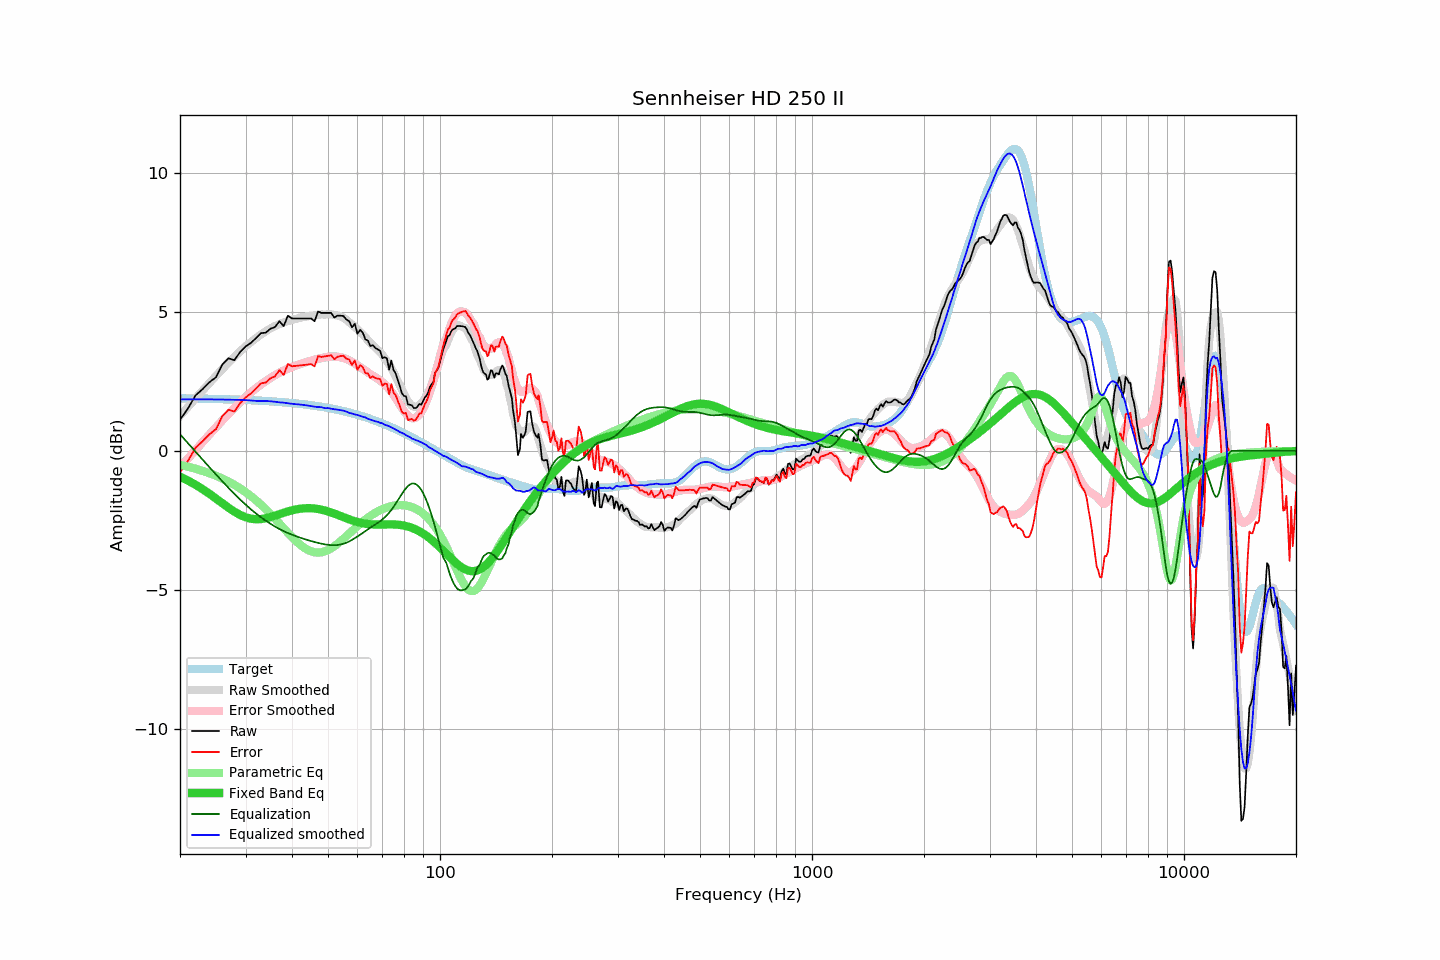 Sennheiser HD 250 II
Amplitude (dBr)
10
5
0
−5
−10
Target
Raw Smoothed
Error Smoothed
Raw
Error
Parametric Eq
Fixed Band Eq
Equalization
Equalized smoothed
100
1000
10000
Frequency (Hz)